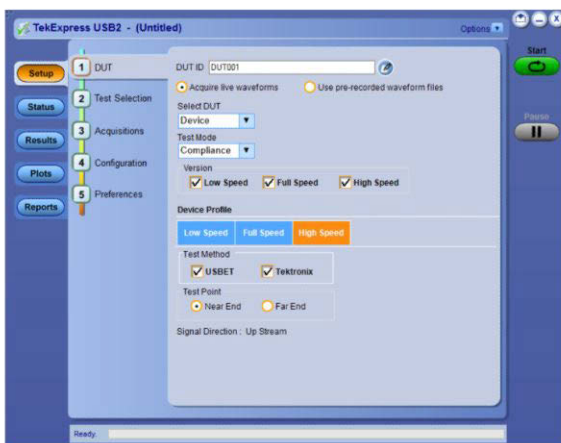 TekExpress USB2 - (Untitled)
Options
Start
Setup
Status
Results
Plots
Reports
Pause
1 DUT
2 Test Selection
3 Acquisitions
4 Configuration
5 Preferences
DUT ID DUT001
Acquire live waveforms Use pre-recorded waveform files
Select DUT
Device
Test Mode
Compliance
Version
Low Speed Full Speed High Speed
Device Profile
Low Speed Full Speed High Speed
Test Method
USBET Tektronix
Test Point
Near End Far End
Signal Direction : Up Stream
Ready